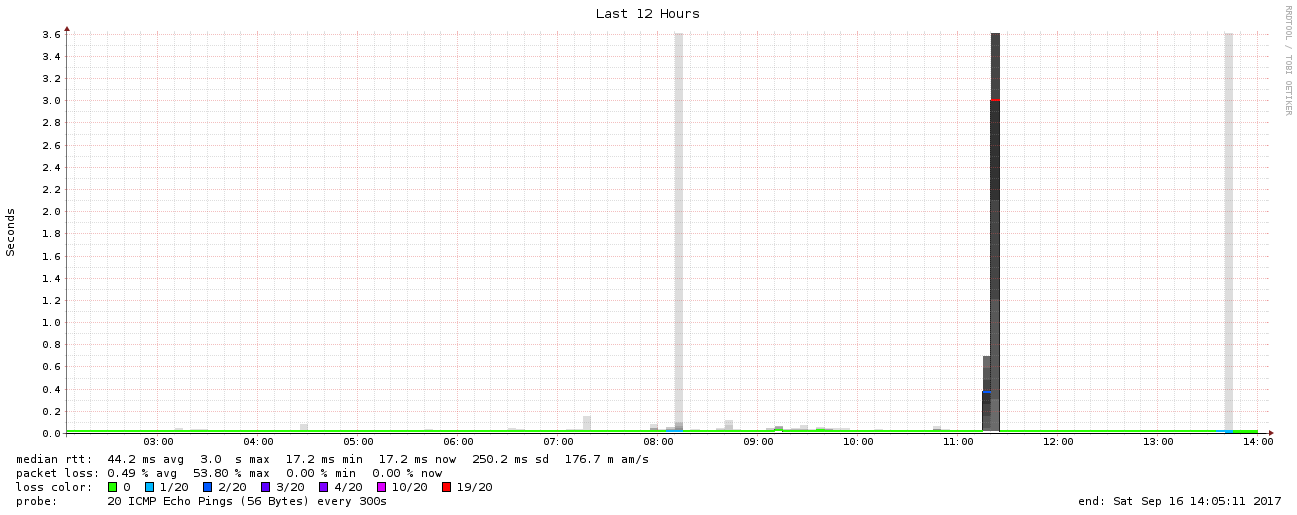 Last 12 Hours
RRDTOOL / TOBI OETIKER
Seconds
3.6
3.4
3.2
3.0
2.8
2.6
2.4
2.2
2.0
1.8
1.6
1.4
1.2
1.0
0.8
0.6
0.4
0.2
0.0
03:00 04:00 05:00 06:00 07:00 08:00 09:00 10:00 11:00 12:00 13:00 14:00
median rtt: 44.2 ms avg 3.0 s max 17.2 ms min 17.2 ms now 250.2 ms sd 176.7 m am/s
packet loss: 0.49 % avg 53.80 % max 0.00 % min 0.00 % now
loss color: 0 1/20 2/20 3/20 4/20 10/20 19/20
probe: 20 ICMP Echo Pings (56 Bytes) every 300s end: Sat Sep 16 14:05:11 2017